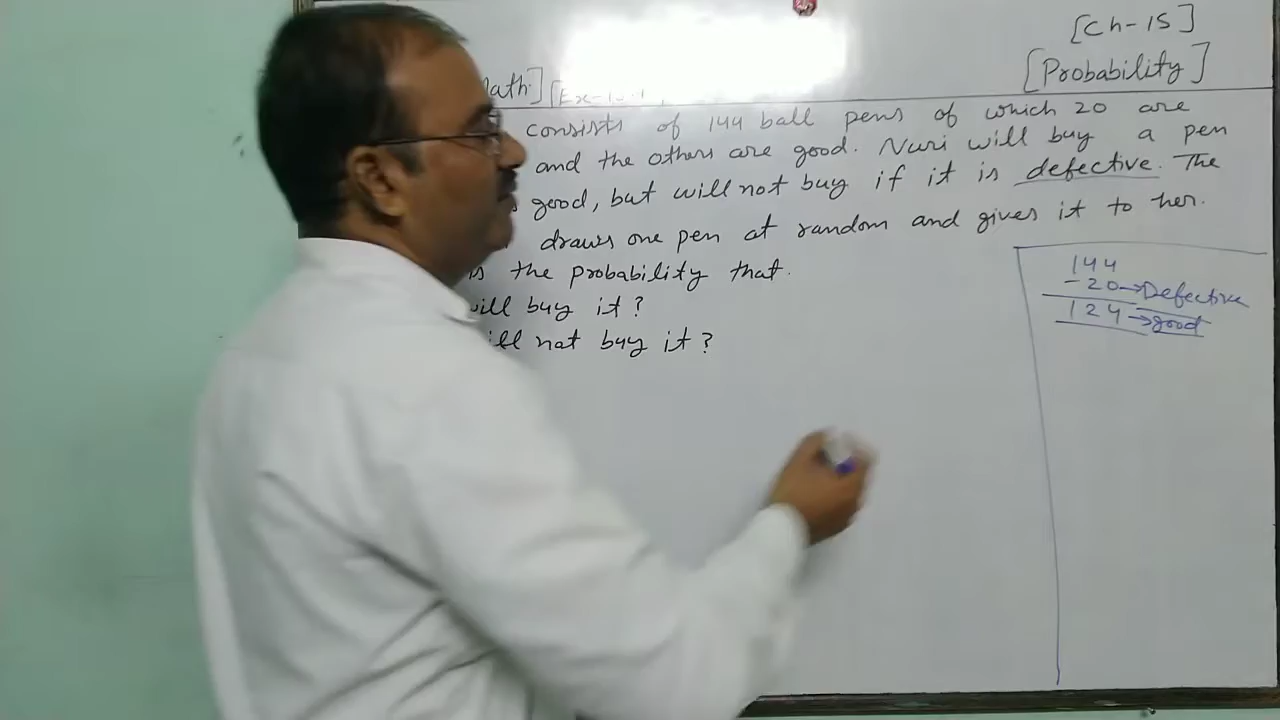 [Ch-15]
[Probability]
Math] [Ex-15.1
consists of 144 ball pens of which 20 are
and the others are good. Nuri will buy a pen
good, but will not buy if it is defective. The
draws one pen at random and gives it to her.
is the probability that.
will buy it?
will not buy it?
144
-20→Defective
124→good